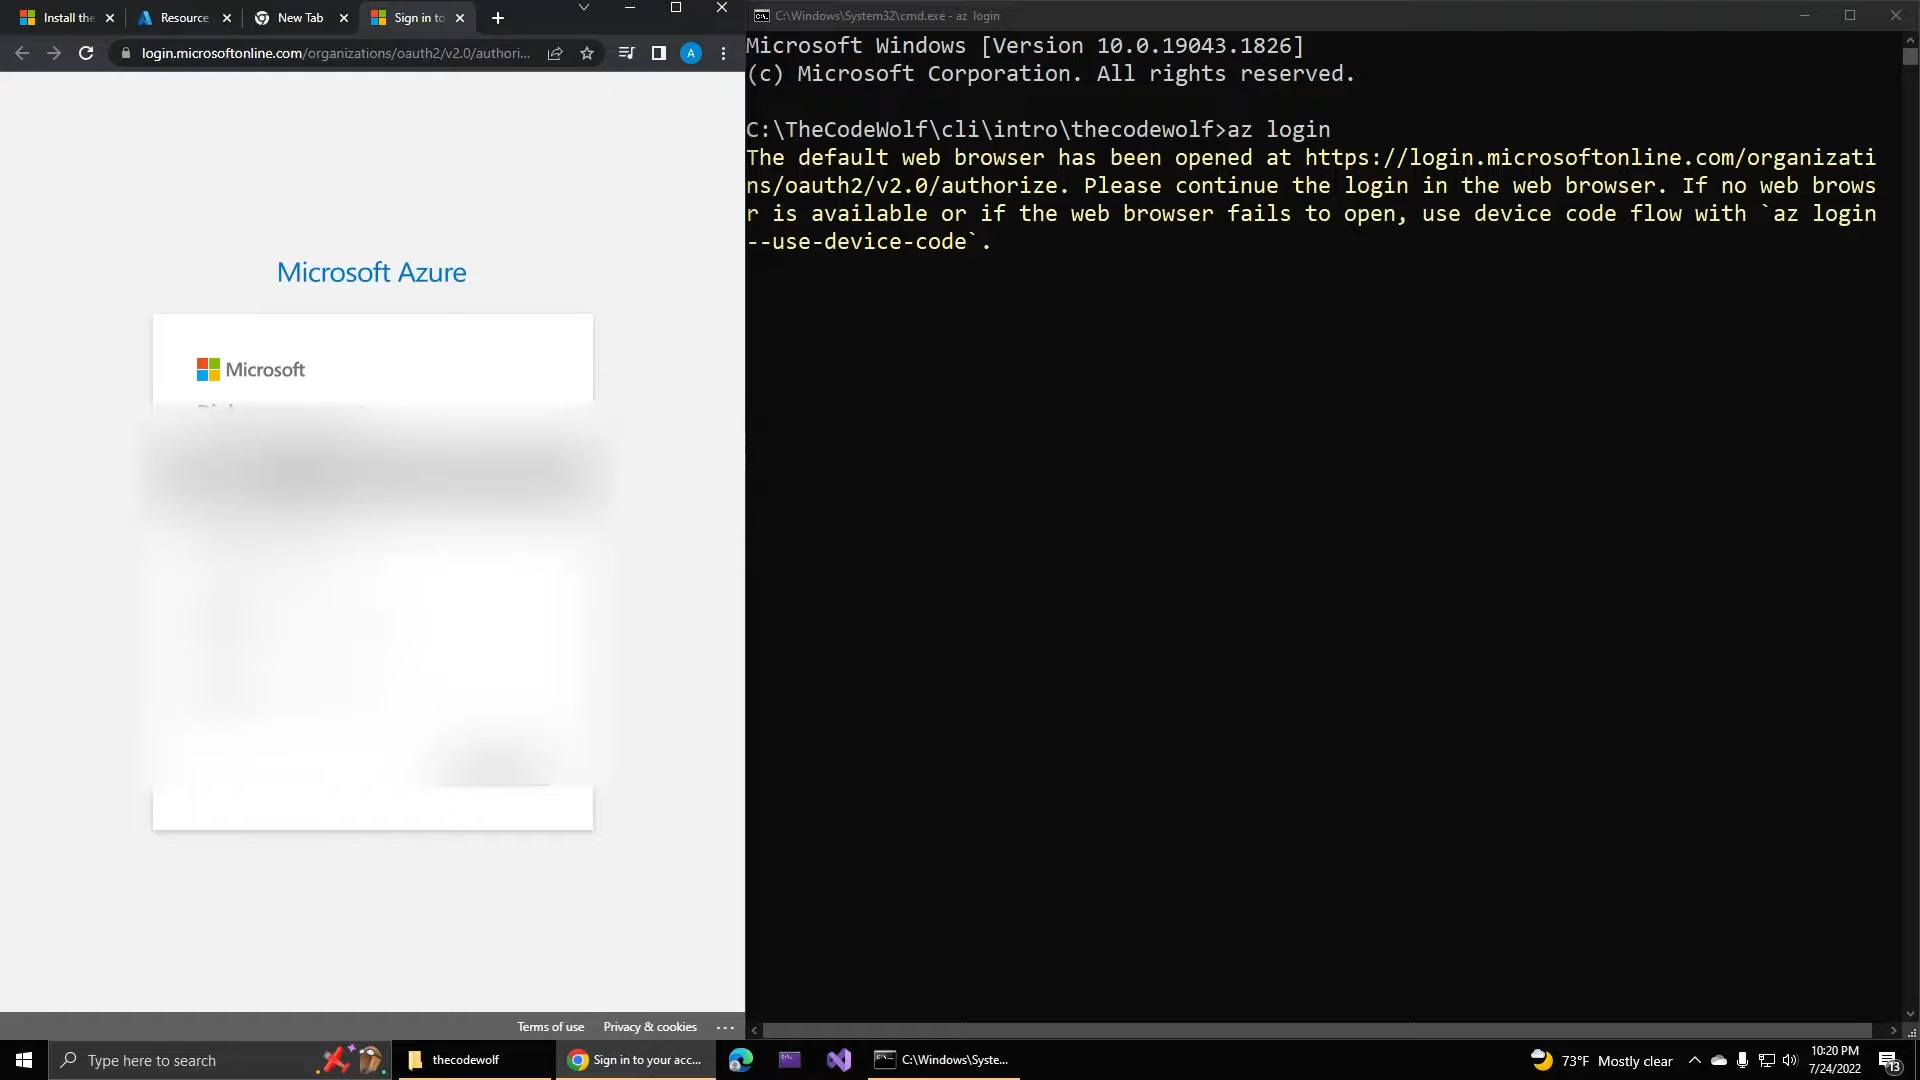 Install the
Resource
New Tab
Sign in to
C:\Windows\System32\cmd.exe - az login
login.microsoftonline.com/organizations/oauth2/v2.0/authori...
A
Microsoft Windows [Version 10.0.19043.1826]
(c) Microsoft Corporation. All rights reserved.
C:\TheCodeWolf\cli\intro\thecodewolf>az login
The default web browser has been opened at https://login.microsoftonline.com/organizati
ns/oauth2/v2.0/authorize. Please continue the login in the web browser. If no web brows
r is available or if the web browser fails to open, use device code flow with `az login
--use-device-code`.
Microsoft Azure
Microsoft
Terms of use
Privacy & cookies
...
Type here to search
thecodewolf
Sign in to your acc...
C:\Windows\Syste...
73°F Mostly clear
10:20 PM
7/24/2022
13